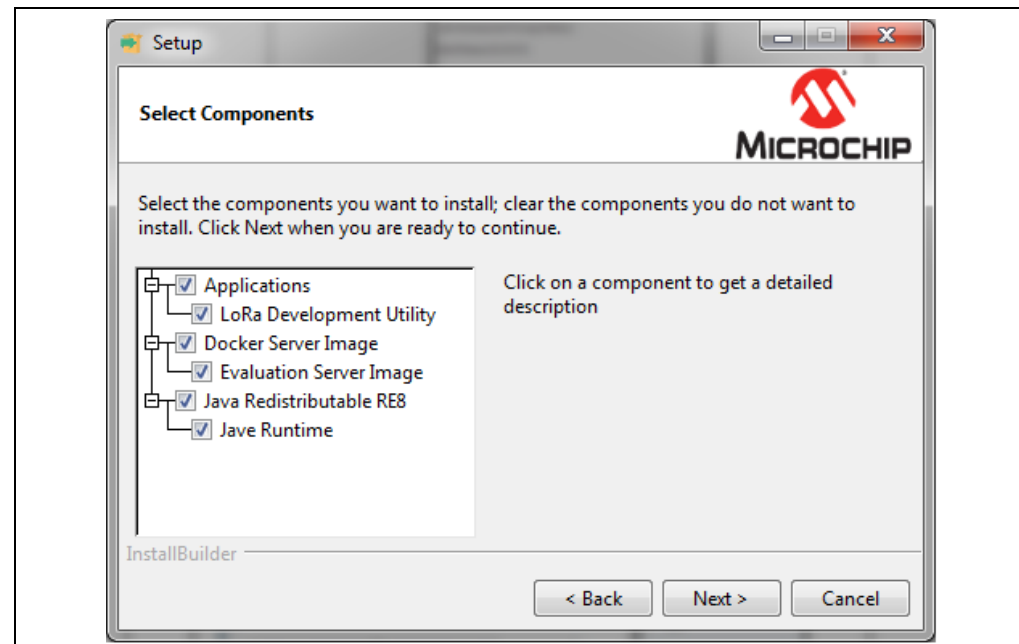 Setup
Select Components
MICROCHIP
Select the components you want to install; clear the components you do not want to
install. Click Next when you are ready to continue.
Applications
LoRa Development Utility
Docker Server Image
Evaluation Server Image
Java Redistributable RE8
Jave Runtime
Click on a component to get a detailed
description
InstallBuilder
< Back
Next >
Cancel